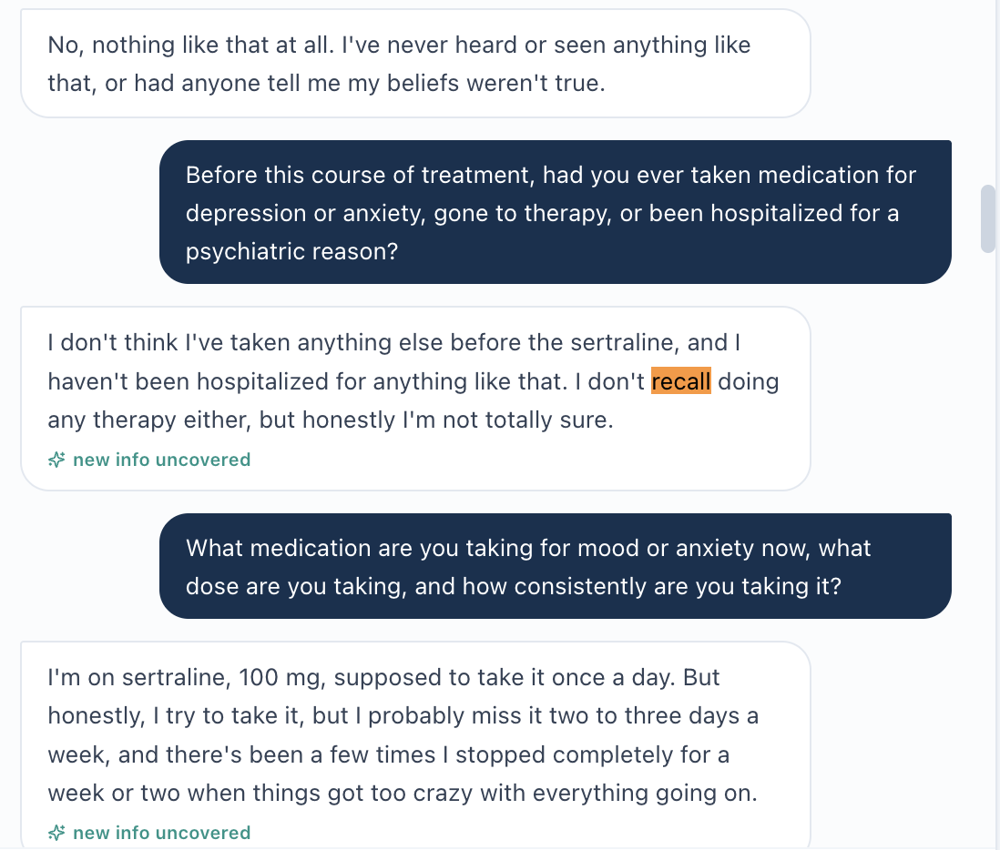 No, nothing like that at all. I've never heard or seen anything like
that, or had anyone tell me my beliefs weren't true.
Before this course of treatment, had you ever taken medication for
depression or anxiety, gone to therapy, or been hospitalized for a
psychiatric reason?
I don't think I've taken anything else before the sertraline, and I
haven't been hospitalized for anything like that. I don't recall doing
any therapy either, but honestly I'm not totally sure.
new info uncovered
What medication are you taking for mood or anxiety now, what
dose are you taking, and how consistently are you taking it?
I'm on sertraline, 100 mg, supposed to take it once a day. But
honestly, I try to take it, but I probably miss it two to three days a
week, and there's been a few times I stopped completely for a
week or two when things got too crazy with everything going on.
new info uncovered